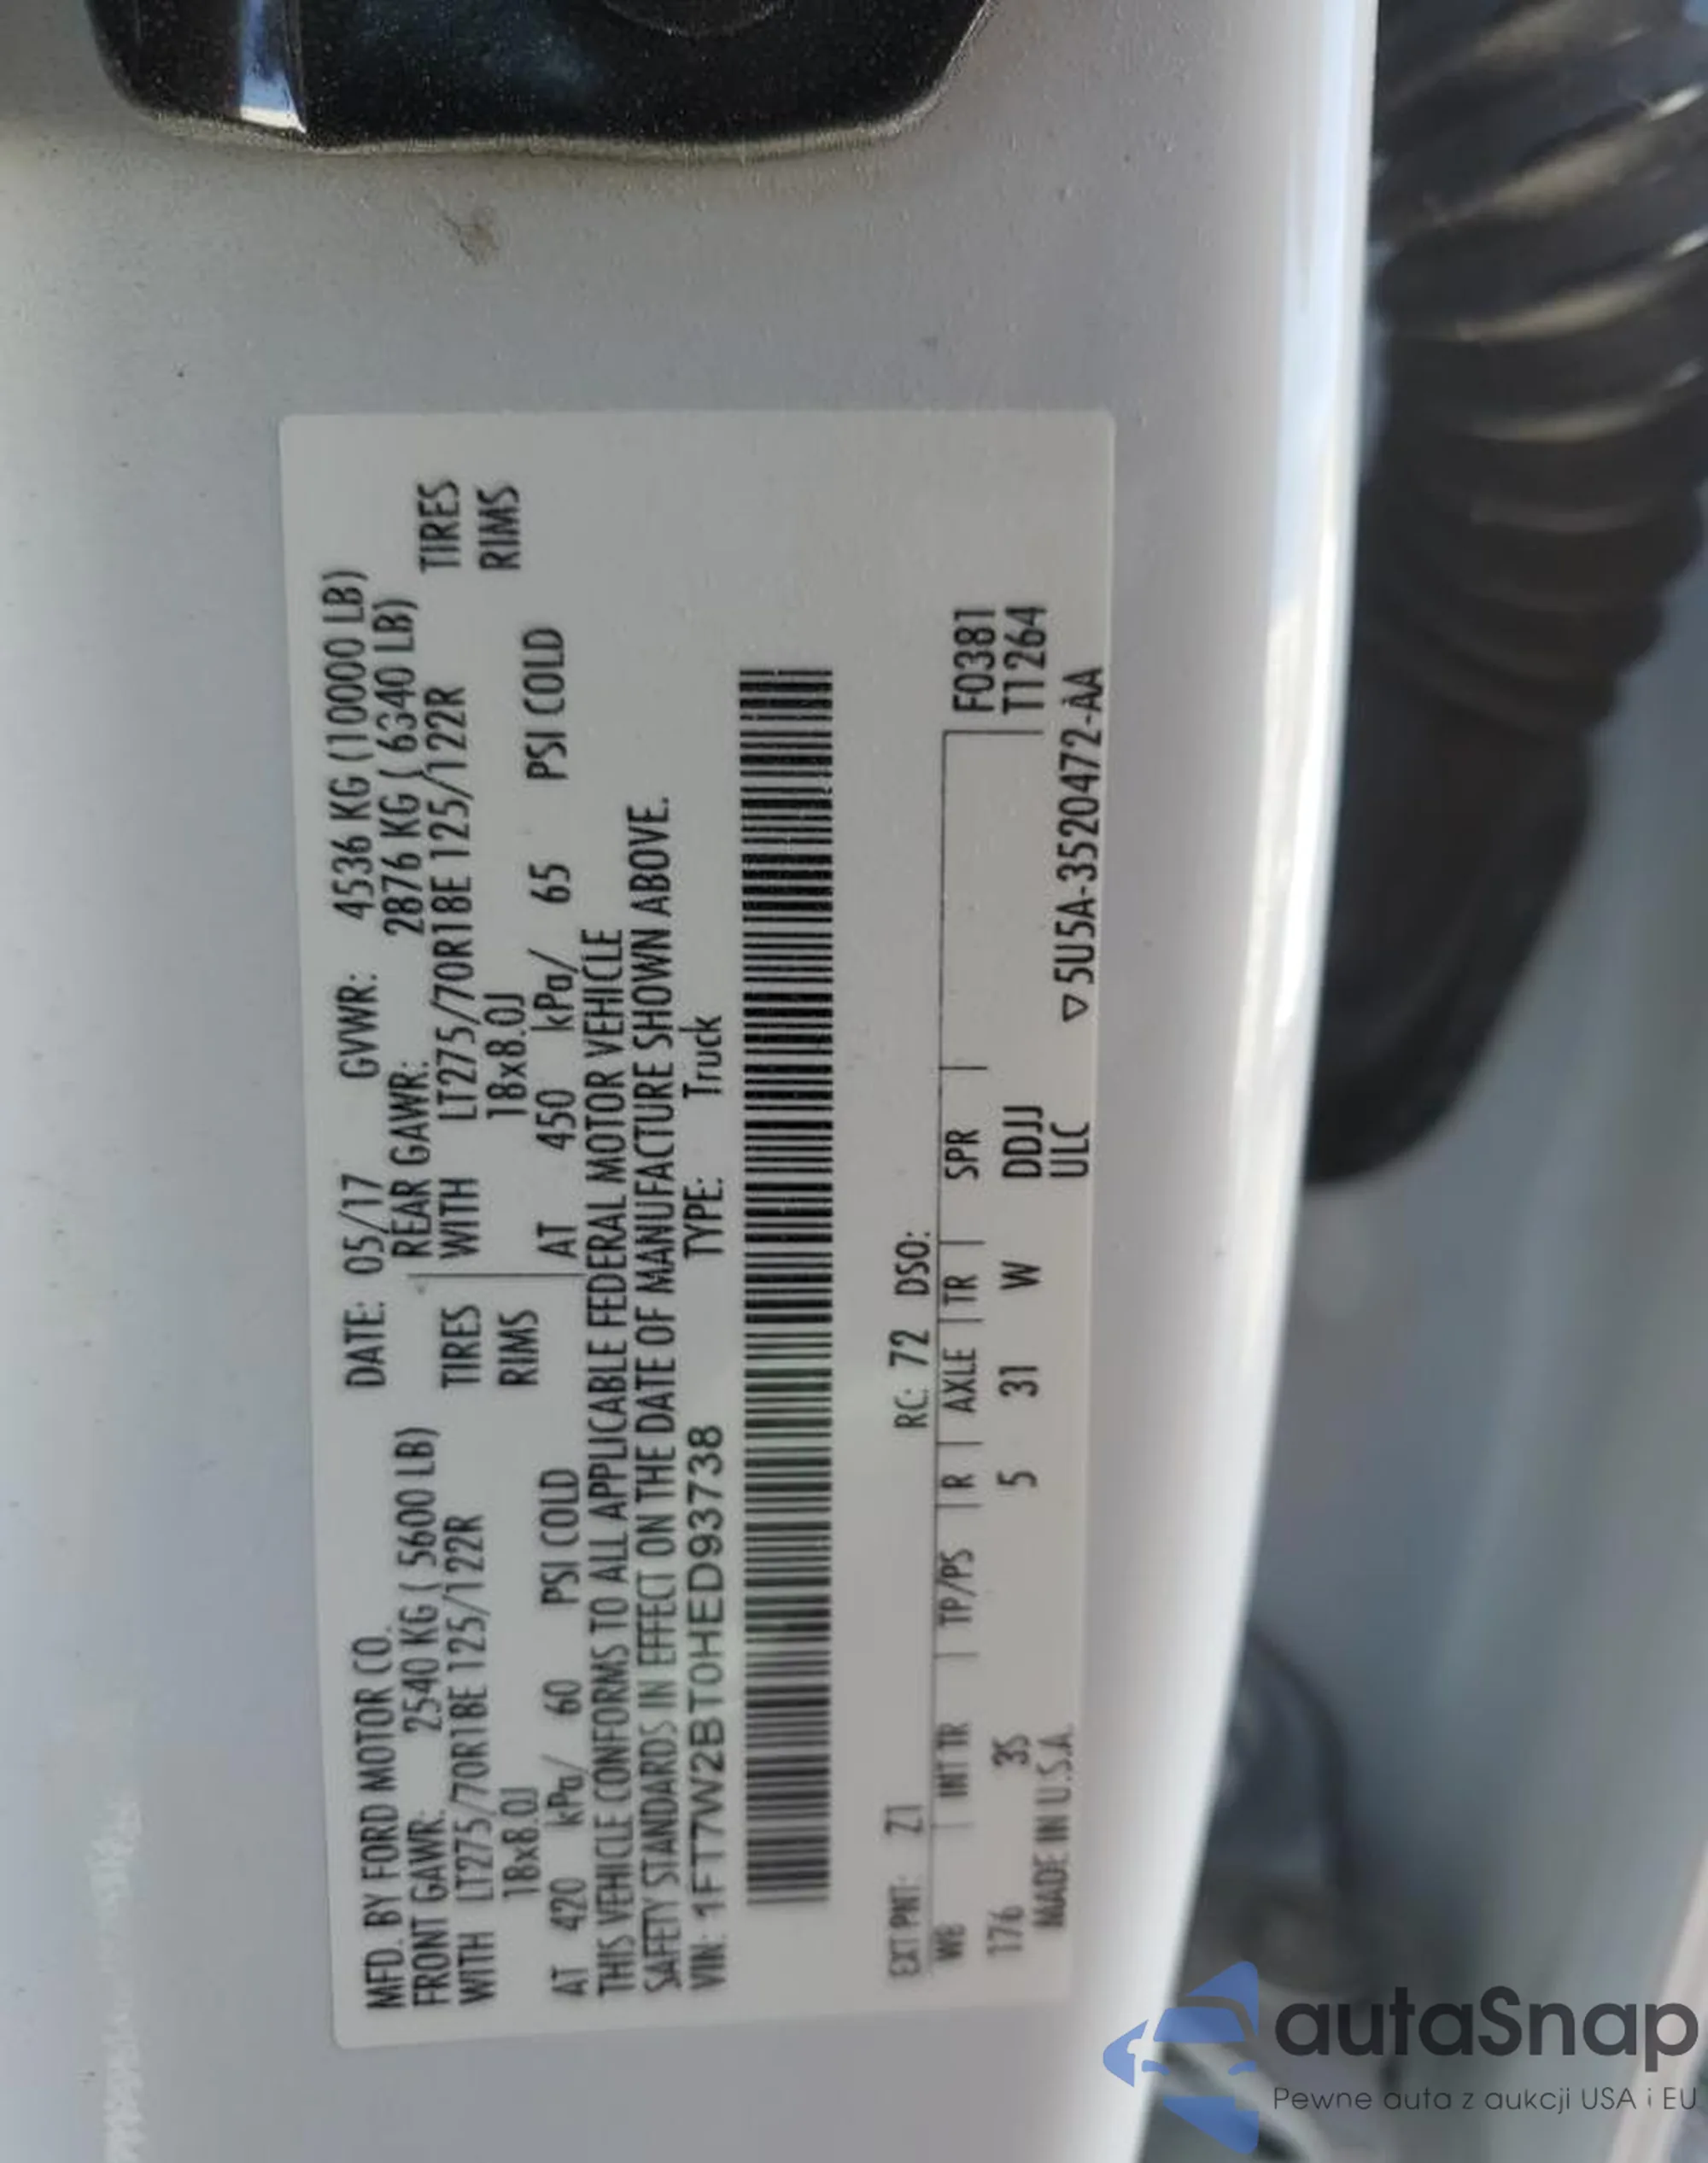 MFD. BY FORD MOTOR CO. DATE: 05/17 GVWR: 4536 KG (10000 LB)
FRONT GAWR: 2540 KG ( 5600 LB) REAR GAWR: 2876 KG ( 6340 LB)
WITH LT275/70R18E 125/122R TIRES WITH LT275/70R18E 125/122R TIRES
18x8.0J RIMS 18x8.0J RIMS
AT 420 kPa/ 60 PSI COLD AT 450 kPa/ 65 PSI COLD
THIS VEHICLE CONFORMS TO ALL APPLICABLE FEDERAL MOTOR VEHICLE
SAFETY STANDARDS IN EFFECT ON THE DATE OF MANUFACTURE SHOWN ABOVE.
VIN: 1FT7W2BT0HED93738 TYPE: Truck
EXT PNT: Z1 RC: 72 DSO:
WB INT TR TP/PS R AXLE TR SPR F0381
176 3S 5 31 W DDJJ T1264
MADE IN U.S.A. ULC ▽5U5A-3520472-AA
autaSnap
Pewne auta z aukcji USA i EU